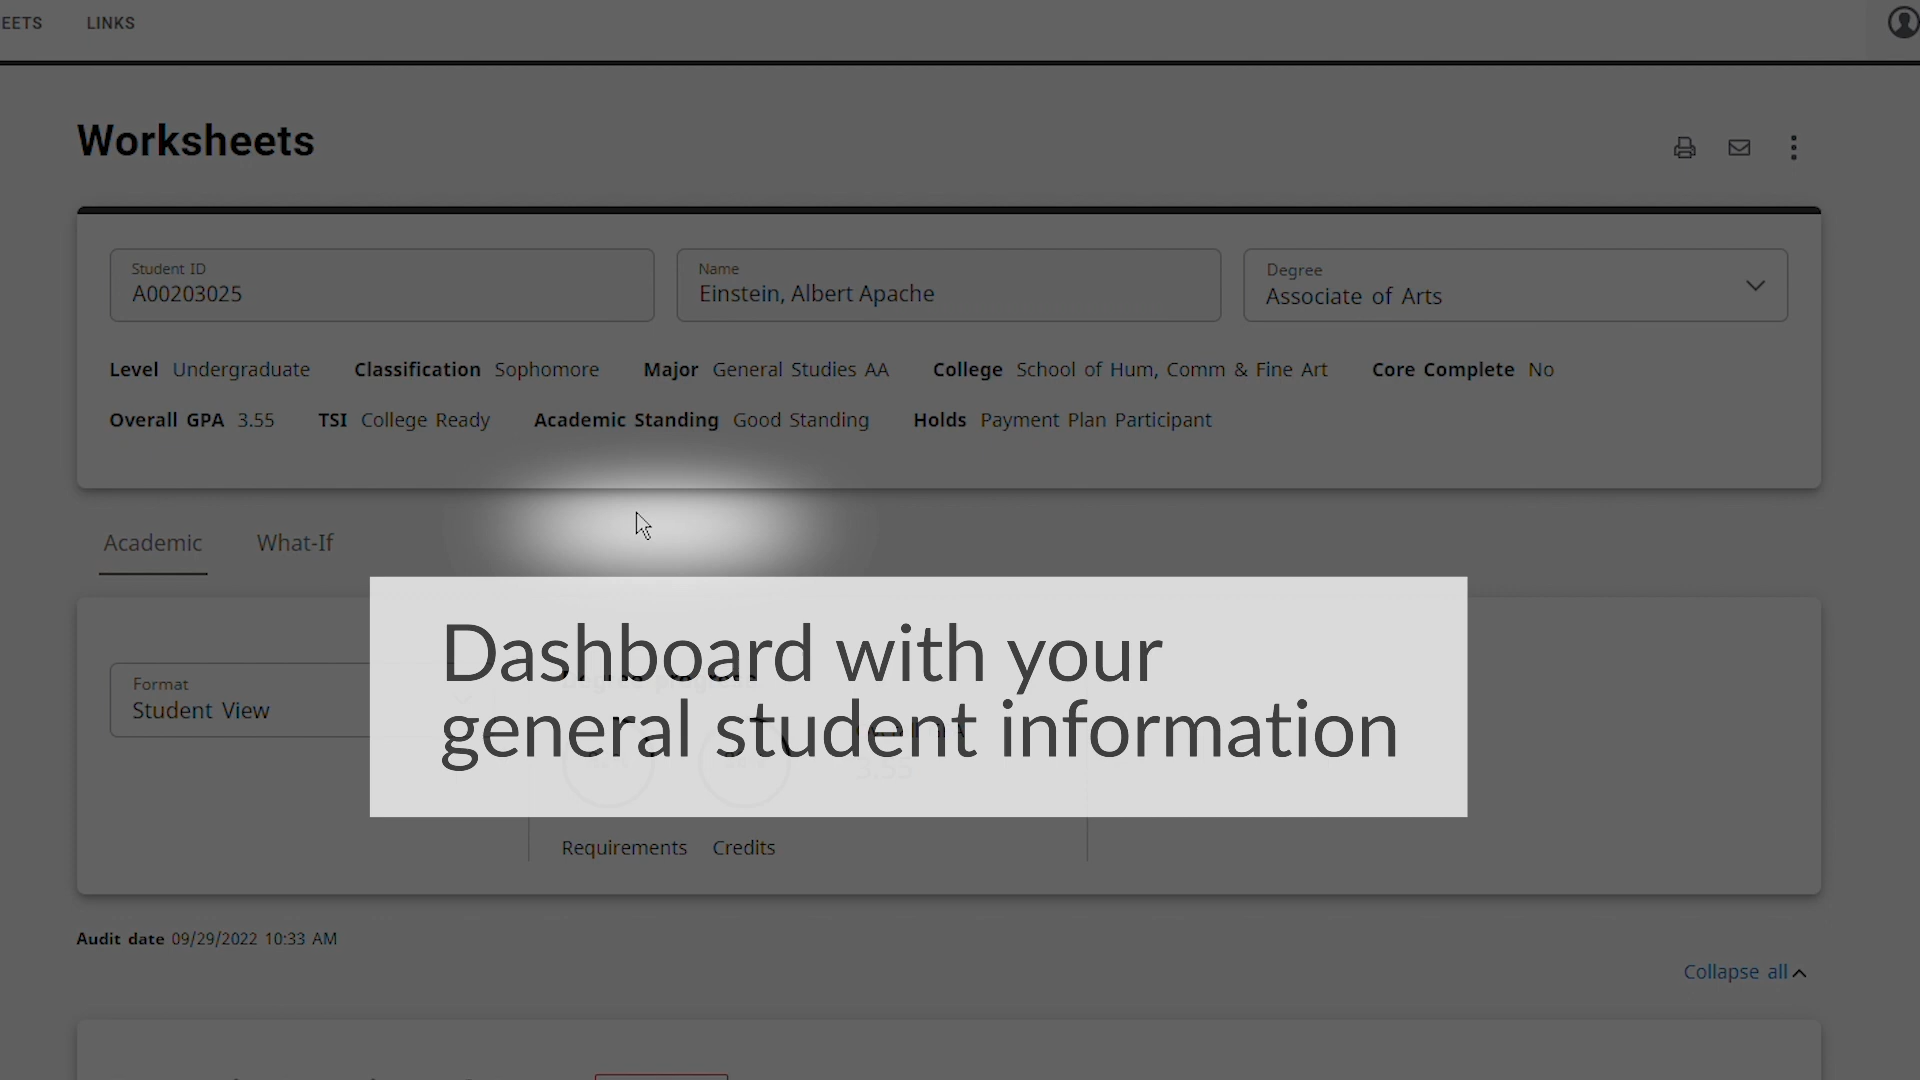 EETS LINKS
Worksheets
Student ID
A00203025
Name
Einstein, Albert Apache
Degree
Associate of Arts
Level Undergraduate Classification Sophomore Major General Studies AA College School of Hum, Comm & Fine Art Core Complete No
Overall GPA 3.55 TSI College Ready Academic Standing Good Standing Holds Payment Plan Participant
Academic What-If
Dashboard with your
general student information
Format
Student View
Requirements Credits
Audit date 09/29/2022 10:33 AM
Collapse all